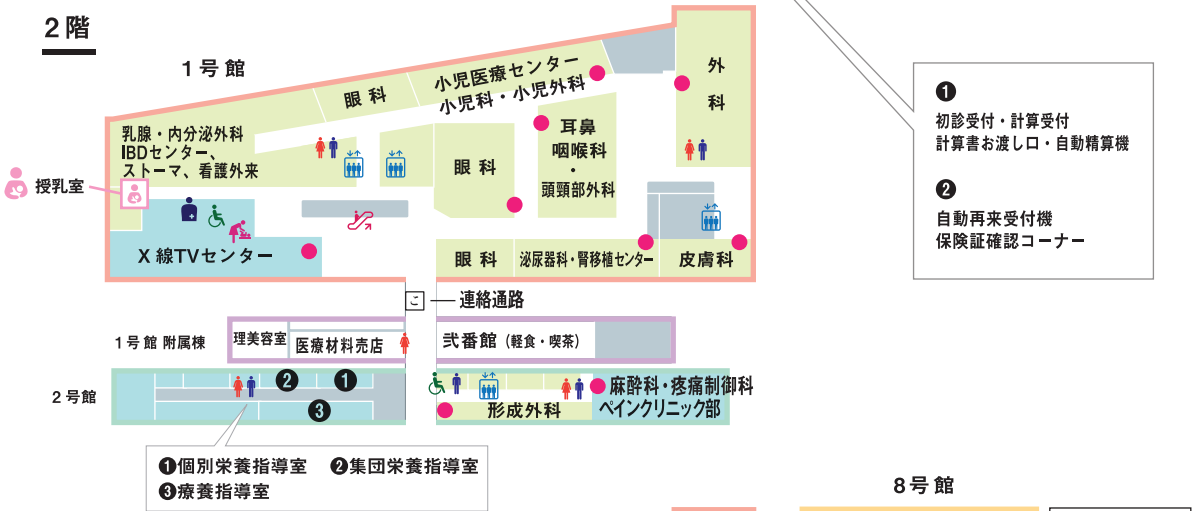 2階
1号館
眼科
小児医療センター
小児科・小児外科
外科
乳腺・内分泌外科
IBDセンター、
ストーマ、看護外来
眼科
耳鼻
咽喉科
・
頭頸部外科
授乳室
X線TVセンター
眼科
泌尿器科・腎移植センター
皮膚科
こ
連絡通路
1号館 附属棟
理美容室
医療材料売店
弐番館(軽食・喫茶)
2号館
❷
❶
❸
麻酔科・疼痛制御科
ペインクリニック部
形成外科
❶個別栄養指導室 ❷集団栄養指導室
❸療養指導室
❶
初診受付・計算受付
計算書お渡し口・自動精算機
❷
自動再来受付機
保険証確認コーナー
8号館